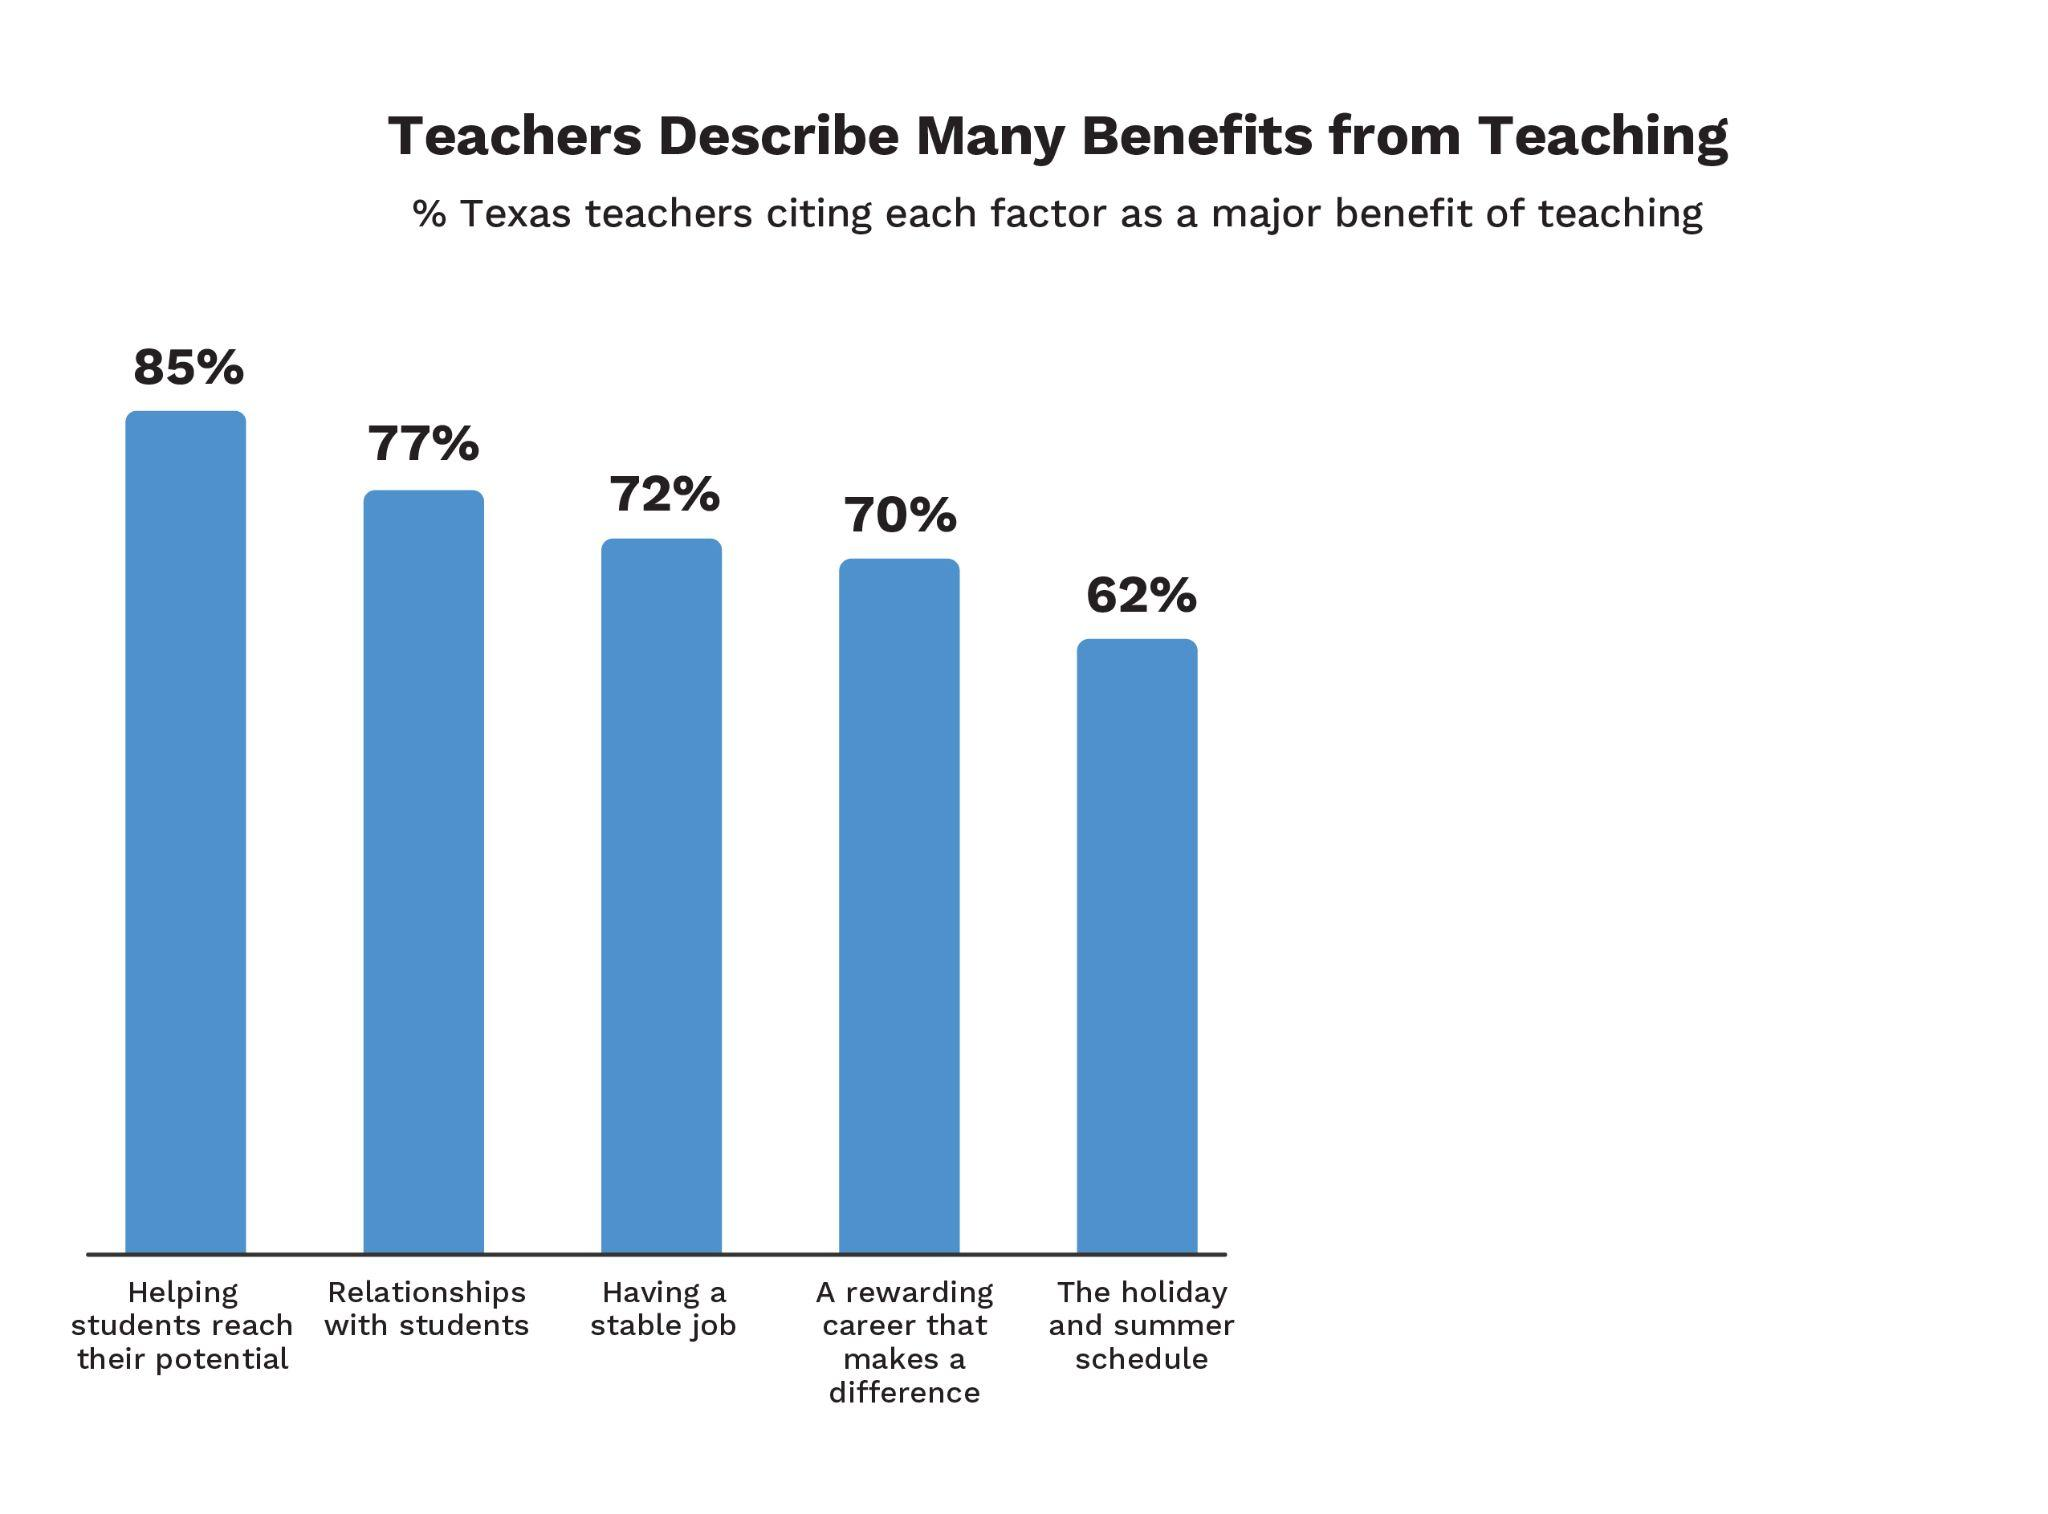 Teachers Describe Many Benefits from Teaching
% Texas teachers citing each factor as a major benefit of teaching
85%
77%
72%
70%
62%
Helping
students reach
their potential
Relationships
with students
Having a
stable job
A rewarding
career that
makes a
difference
The holiday
and summer
schedule